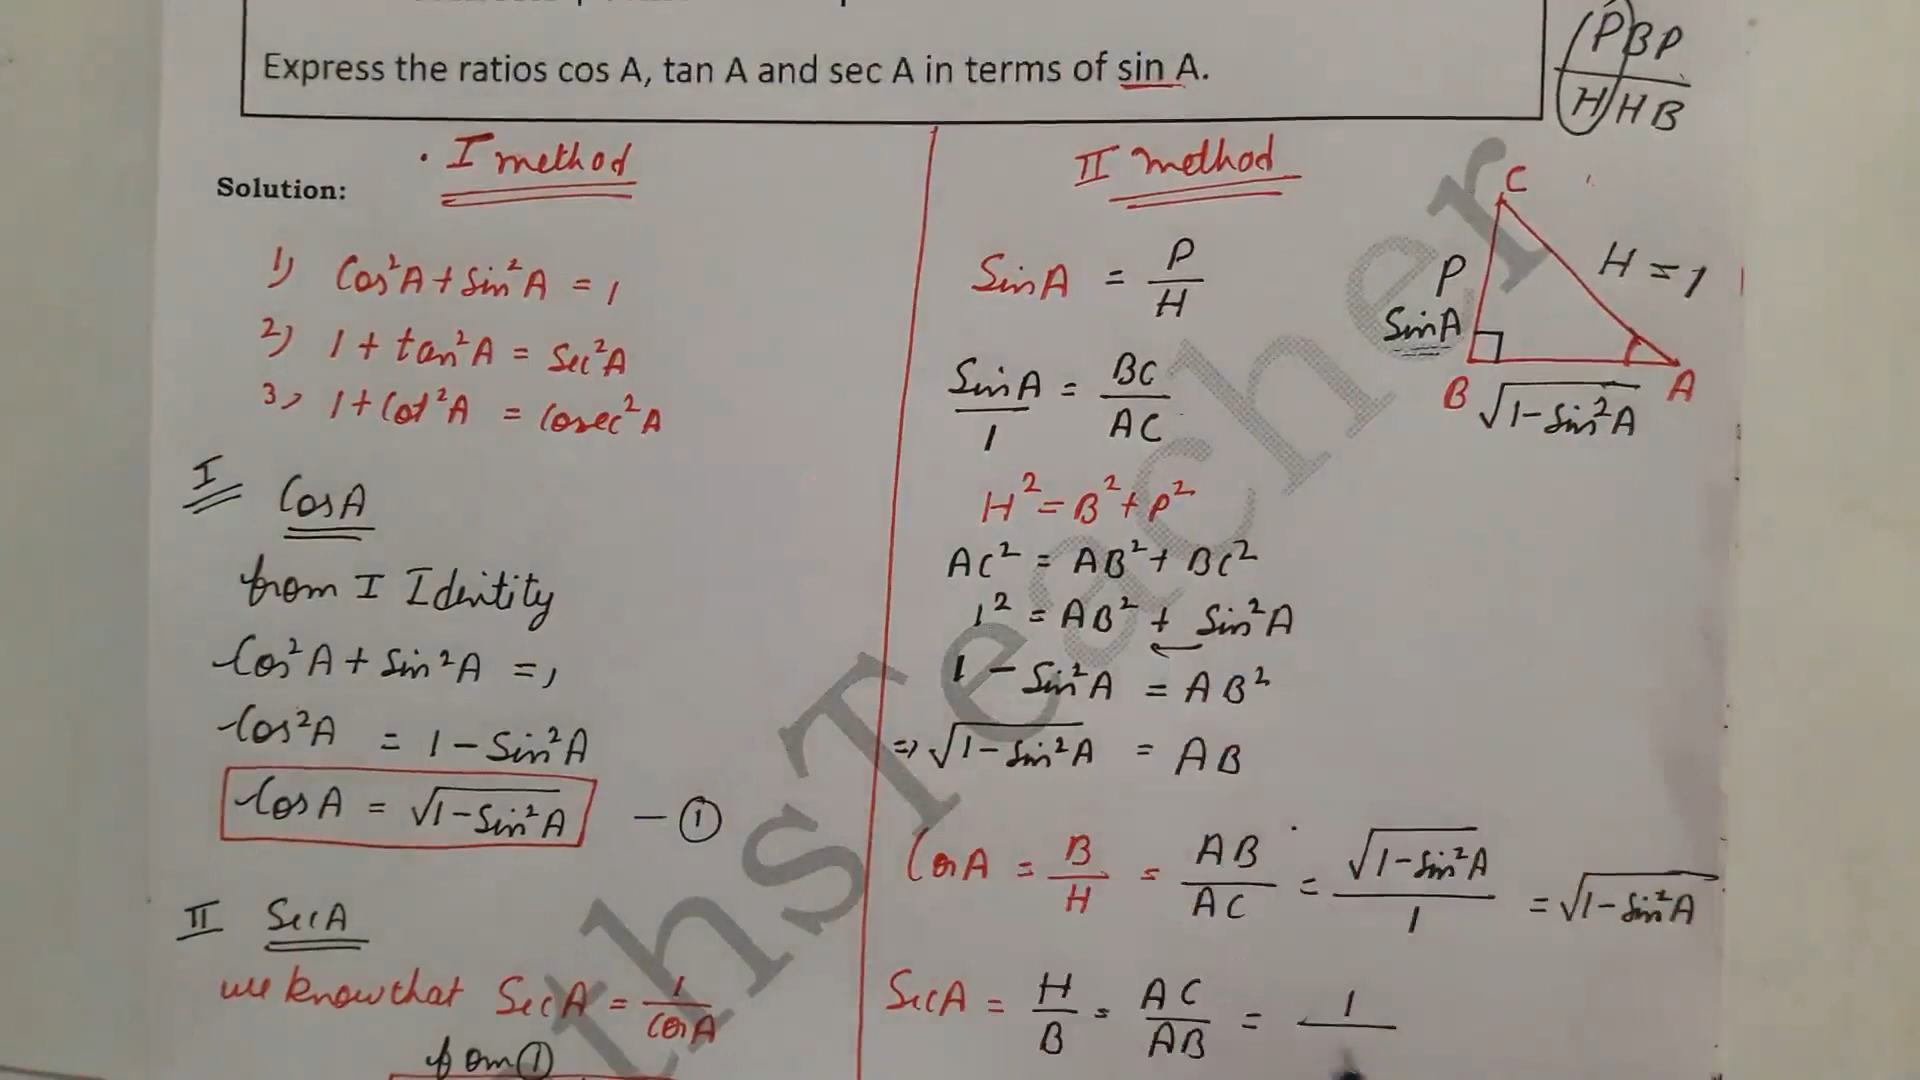 Express the ratios cos A, tan A and sec A in terms of sin A.
P B P
H H B
Solution:
. I method
1) Cos²A + Sin²A = 1
2) 1 + tan²A = Sec²A
3) 1 + Cot²A = Cosec²A
I CosA
from I Identity
Cos²A + Sin²A = 1
Cos²A = 1 - Sin²A
CosA = √1-Sin²A — ①
II SecA
we know that SecA = 1/CosA
from ①
II method
SinA = P/H
SinA/1 = BC/AC
H² = B² + P²
AC² = AB² + BC²
1² = AB² + Sin²A
1 - Sin²A = AB²
=> √1-Sin²A = AB
CosA = B/H = AB/AC = √1-Sin²A/1 = √1-Sin²A
SecA = H/B = AC/AB = 1/
C
P H = 1
SinA
B A
√1-Sin²A
thsTeacher